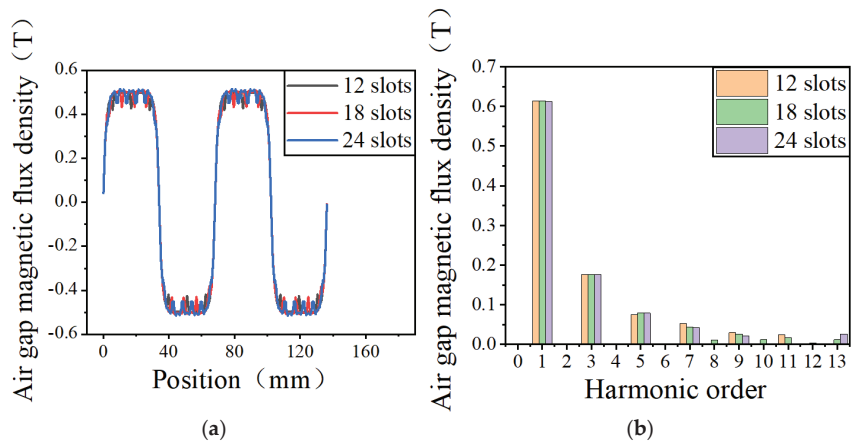 (a)
Air gap magnetic flux density（T）
0.6
0.4
0.2
0.0
-0.2
-0.4
-0.6
12 slots
18 slots
24 slots
0 40 80 120 160
Position（mm）
(a)
(b)
Air gap magnetic flux density（T）
0.7
0.6
0.5
0.4
0.3
0.2
0.1
0.0
12 slots
18 slots
24 slots
0 1 2 3 4 5 6 7 8 9 10 11 12 13
Harmonic order
(b)